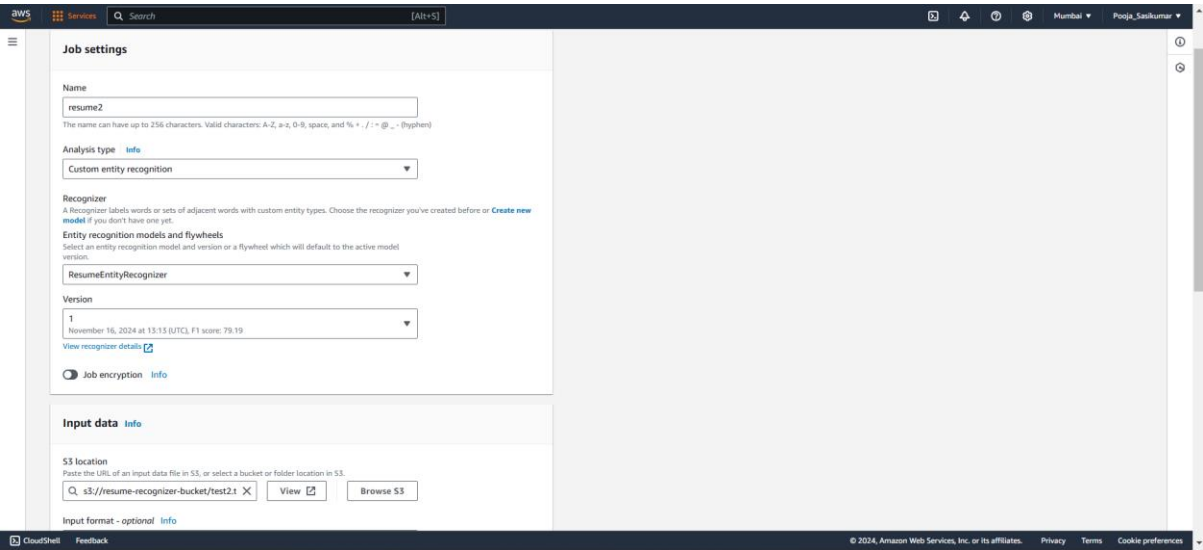 aws Services Search [Alt+S] Mumbai ▼ Pooja_Sasikumar ▼
Job settings
Name
resume2
The name can have up to 256 characters. Valid characters: A-Z, a-z, 0-9, space, and % + . / : = @ _ - (hyphen)
Analysis type Info
Custom entity recognition
Recognizer
A Recognizer labels words or sets of adjacent words with custom entity types. Choose the recognizer you've created before or Create new
model if you don't have one yet.
Entity recognition models and flywheels
Select an entity recognition model and version or a flywheel which will default to the active model
version.
ResumeEntityRecognizer
Version
1
November 16, 2024 at 13:13 (UTC), F1 score: 79.19
View recognizer details
Job encryption Info
Input data Info
S3 location
Paste the URL of an input data file in S3, or select a bucket or folder location in S3.
s3://resume-recognizer-bucket/test2.t View Browse S3
Input format - optional Info
CloudShell Feedback © 2024, Amazon Web Services, Inc. or its affiliates. Privacy Terms Cookie preferences